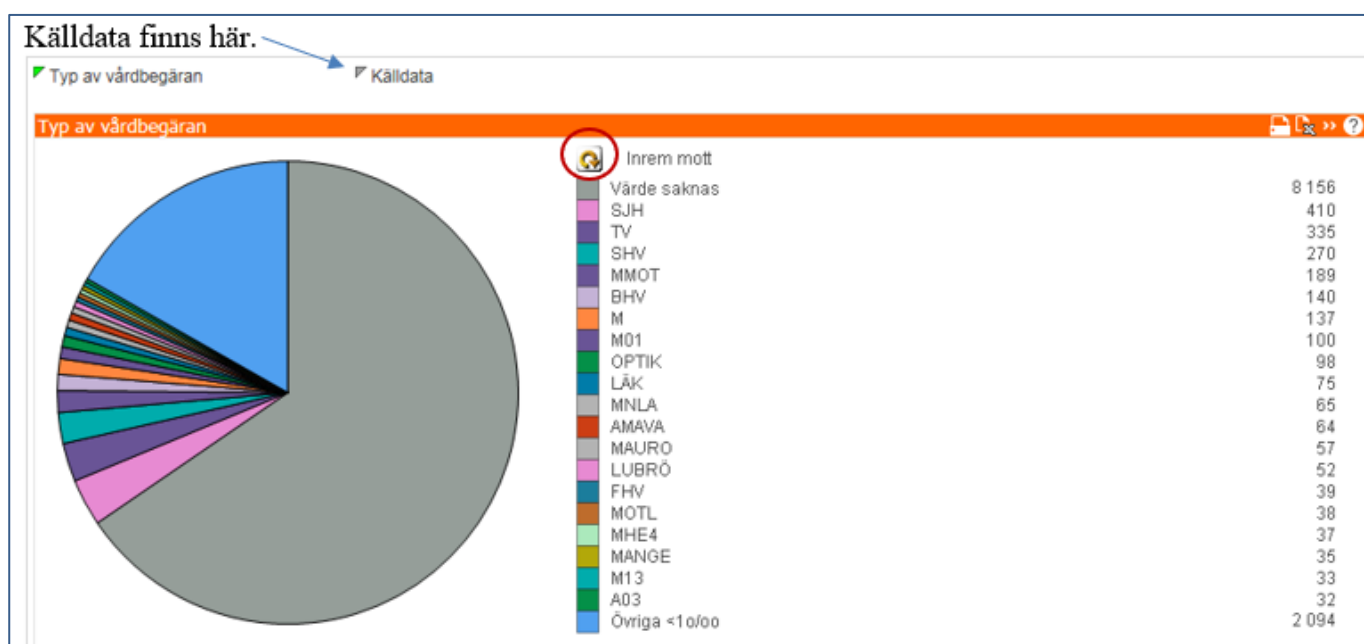 Källdata finns här.
Typ av vårdbegäran Källdata
Typ av vårdbegäran
Inrem mott
Värde saknas 8 156
SJH 410
TV 335
SHV 270
MMOT 189
BHV 140
M 137
M01 100
OPTIK 98
LÄK 75
MNLA 65
AMAVA 64
MAURO 57
LUBRÖ 52
FHV 39
MOTL 38
MHE4 37
MANGE 35
M13 33
A03 32
Övriga <1o/oo 2 094